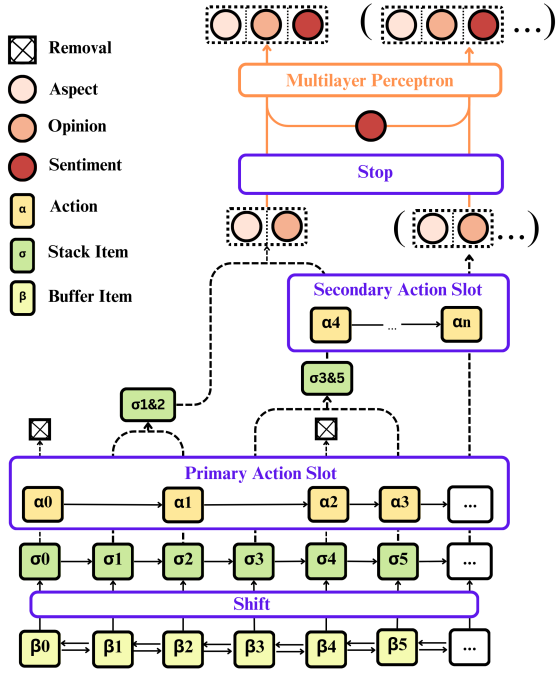 ( ...)
Removal
Multilayer Perceptron
Aspect
Opinion
Sentiment
Stop
α Action
( ...)
σ Stack Item
Secondary Action Slot
β Buffer Item
α4 ... αn
σ3&5
σ1&2
Primary Action Slot
α0 α1 α2 α3 ...
σ0 σ1 σ2 σ3 σ4 σ5 ...
Shift
β0 β1 β2 β3 β4 β5 ...